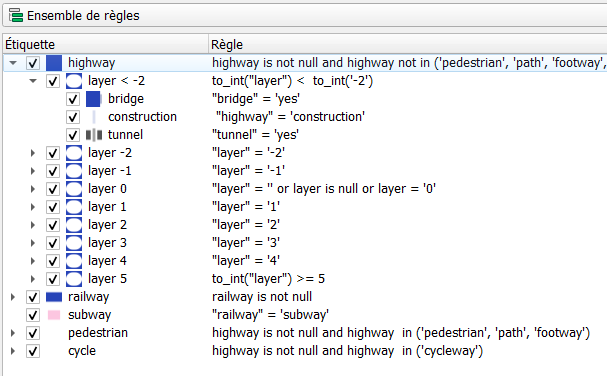 Ensemble de règles
Étiquette Règle
highway highway is not null and highway not in ('pedestrian', 'path', 'footway',
layer < -2 to_int("layer") < to_int('-2')
bridge "bridge" = 'yes'
construction "highway" = 'construction'
tunnel "tunnel" = 'yes'
layer -2 "layer" = '-2'
layer -1 "layer" = '-1'
layer 0 "layer" = '' or layer is null or layer = '0'
layer 1 "layer" = '1'
layer 2 "layer" = '2'
layer 3 "layer" = '3'
layer 4 "layer" = '4'
layer 5 to_int("layer") >= 5
railway railway is not null
subway "railway" = 'subway'
pedestrian highway is not null and highway in ('pedestrian', 'path', 'footway')
cycle highway is not null and highway in ('cycleway')